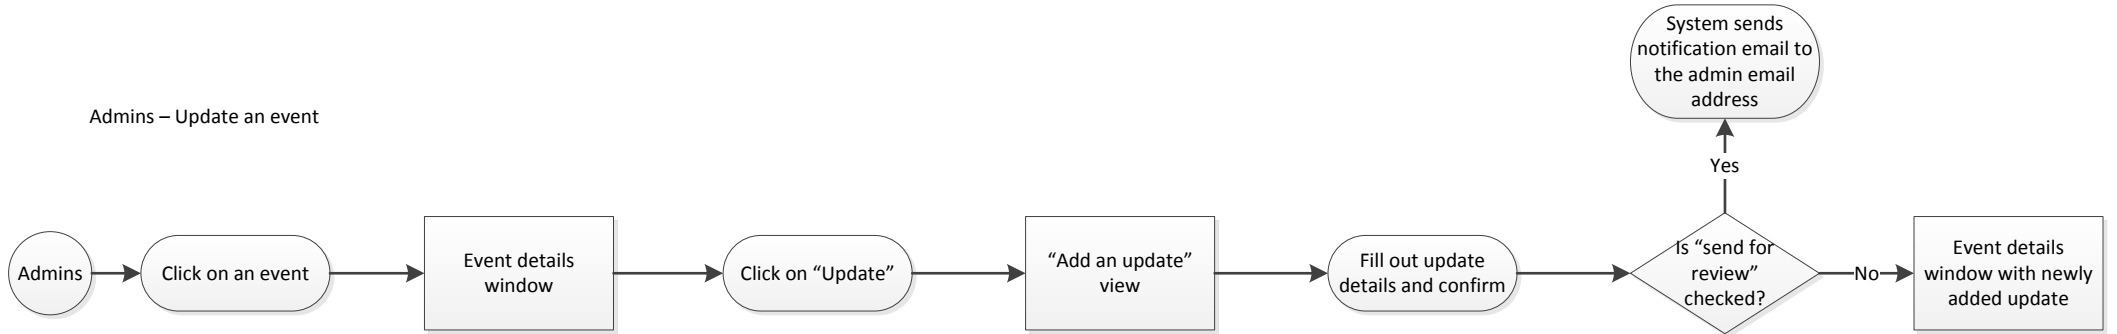 System sends
notification email to
the admin email
address
Admins – Update an event
Yes
Admins
Click on an event
Event details
window
Click on “Update”
“Add an update”
view
Fill out update
details and confirm
Is “send for
review”
checked?
No
Event details
window with newly
added update